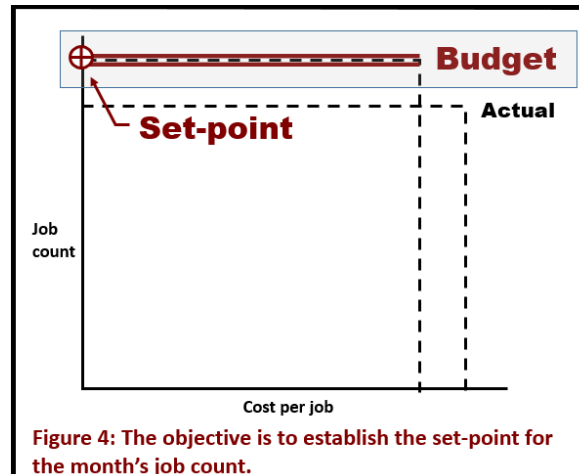 Budget
Actual
Set-point
Job
count
Cost per job
Figure 4: The objective is to establish the set-point for
the month's job count.